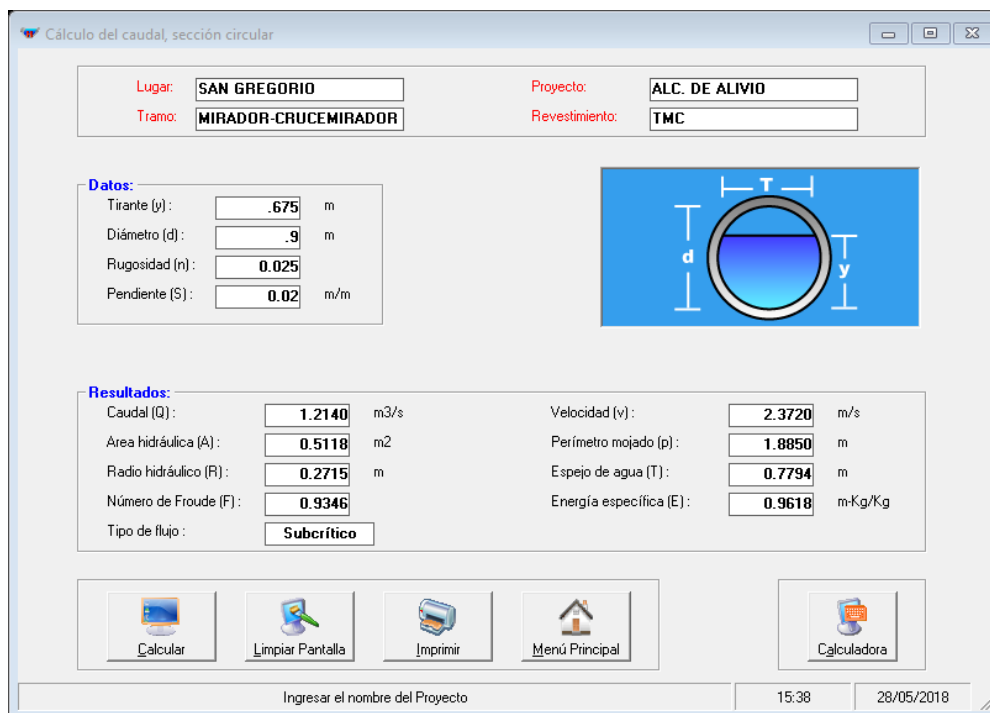 Cálculo del caudal, sección circular
Lugar: SAN GREGORIO Proyecto: ALC. DE ALIVIO
Tramo: MIRADOR-CRUCEMIRADOR Revestimiento: TMC
Datos:
Tirante (y) : .675 m
Diámetro (d) : .9 m
Rugosidad (n) : 0.025
Pendiente (S) : 0.02 m/m
T
d
y
Resultados:
Caudal (Q) : 1.2140 m3/s Velocidad (v) : 2.3720 m/s
Area hidráulica (A) : 0.5118 m2 Perímetro mojado (p) : 1.8850 m
Radio hidráulico (R) : 0.2715 m Espejo de agua (T) : 0.7794 m
Número de Froude (F) : 0.9346 Energía específica (E) : 0.9618 m-Kg/Kg
Tipo de flujo : Subcrítico
Calcular Limpiar Pantalla Imprimir Menú Principal Calculadora
Ingresar el nombre del Proyecto 15:38 28/05/2018